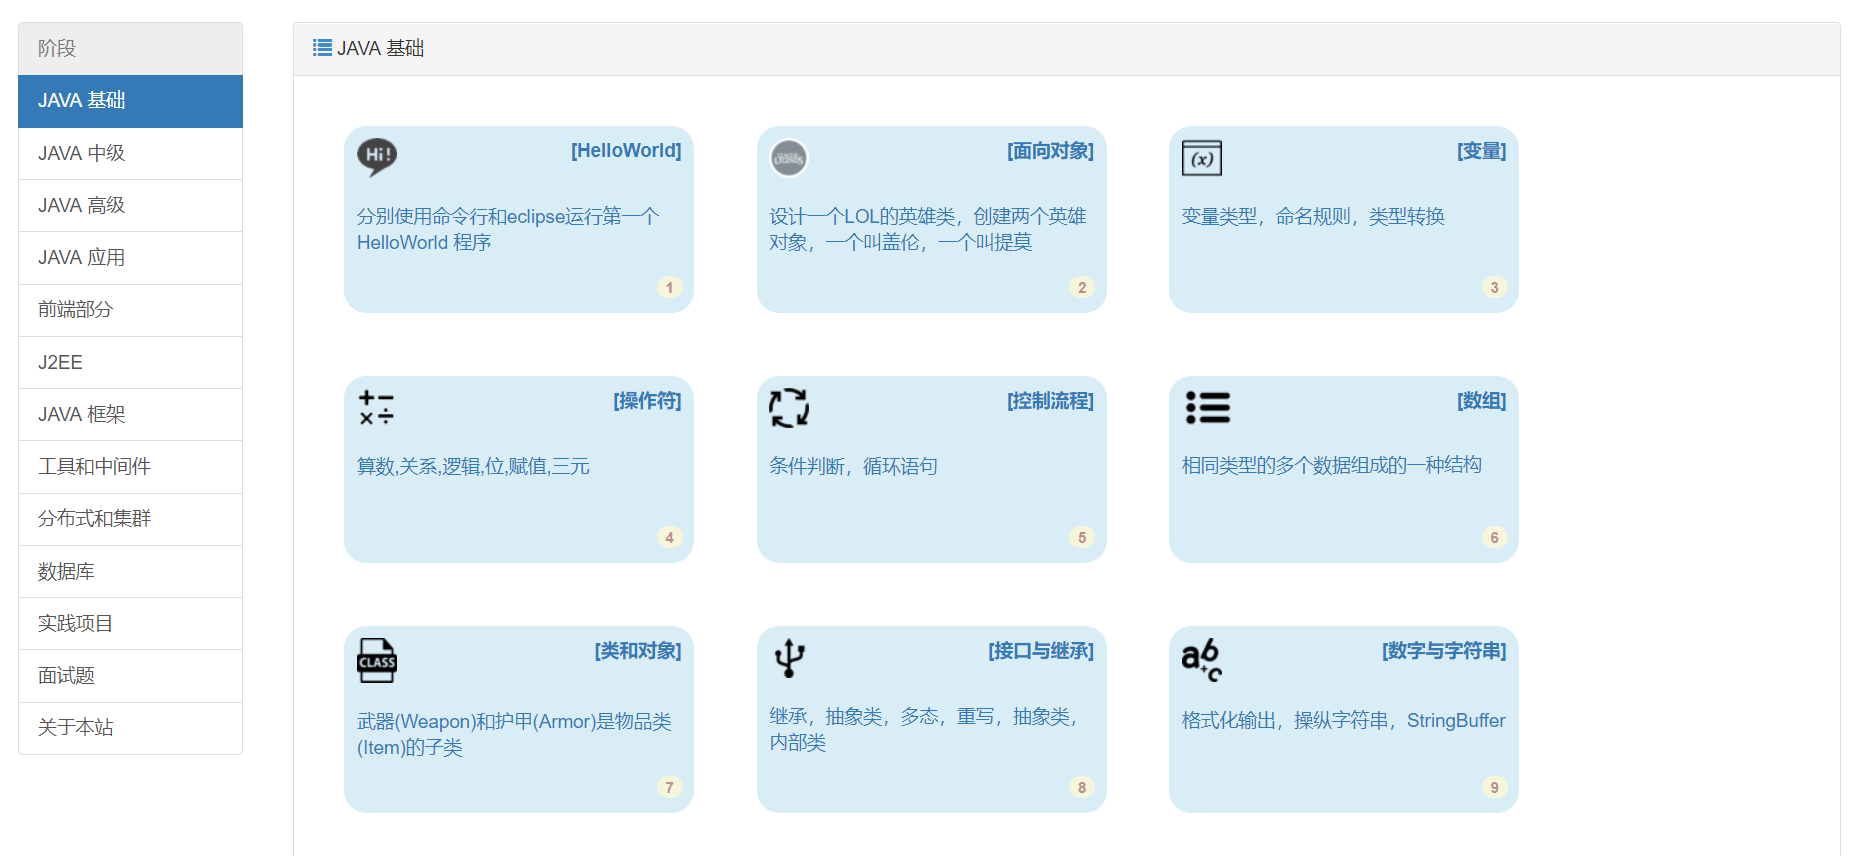 阶段
JAVA 基础
JAVA 中级
JAVA 高级
JAVA 应用
前端部分
J2EE
JAVA 框架
工具和中间件
分布式和集群
数据库
实践项目
面试题
关于本站
JAVA 基础
Hi!
[HelloWorld]
分别使用命令行和eclipse运行第一个
HelloWorld 程序
1
[面向对象]
设计一个LOL的英雄类，创建两个英雄
对象，一个叫盖伦，一个叫提莫
2
(x)
[变量]
变量类型，命名规则，类型转换
3
[操作符]
算数,关系,逻辑,位,赋值,三元
4
[控制流程]
条件判断，循环语句
5
[数组]
相同类型的多个数据组成的一种结构
6
CLASS
[类和对象]
武器(Weapon)和护甲(Armor)是物品类
(Item)的子类
7
[接口与继承]
继承，抽象类，多态，重写，抽象类，
内部类
8
ab+c
[数字与字符串]
格式化输出，操纵字符串，StringBuffer
9